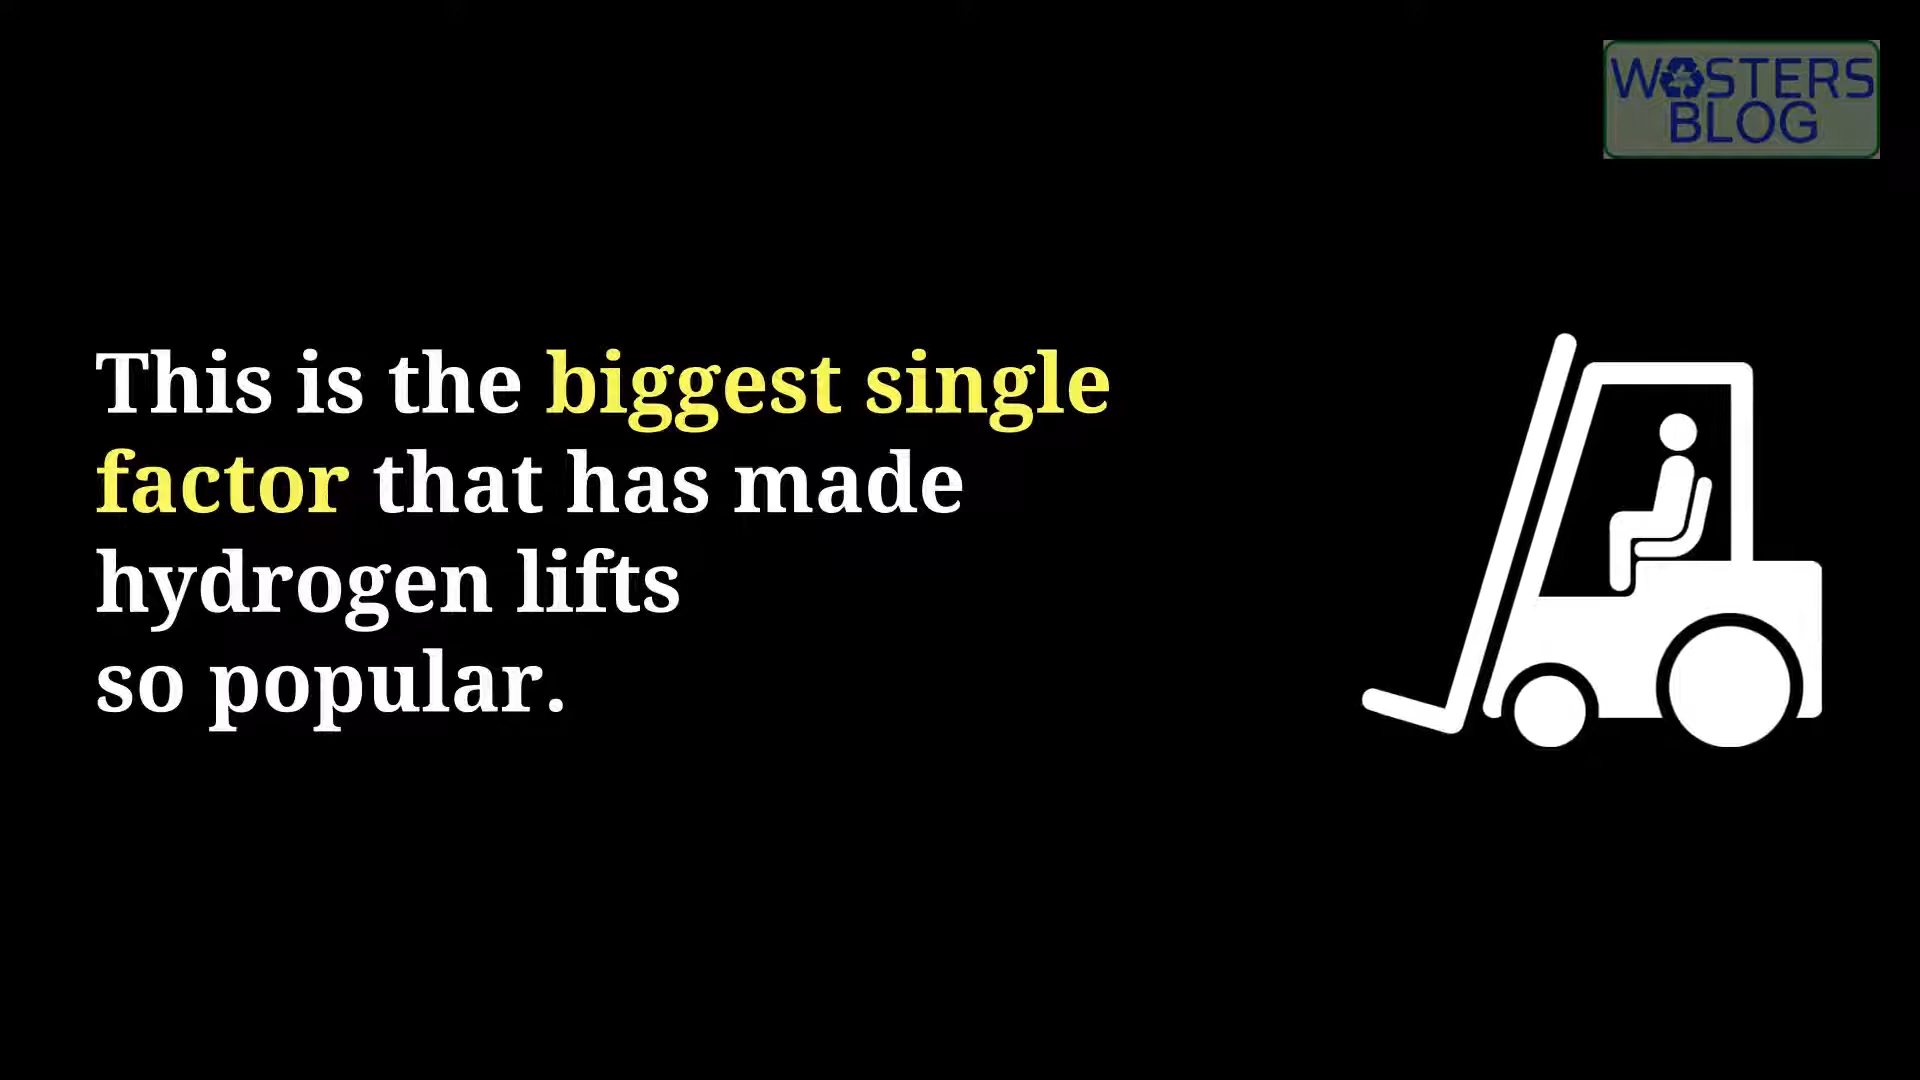 WASTERS
BLOG
This is the biggest single
factor that has made
hydrogen lifts
so popular.